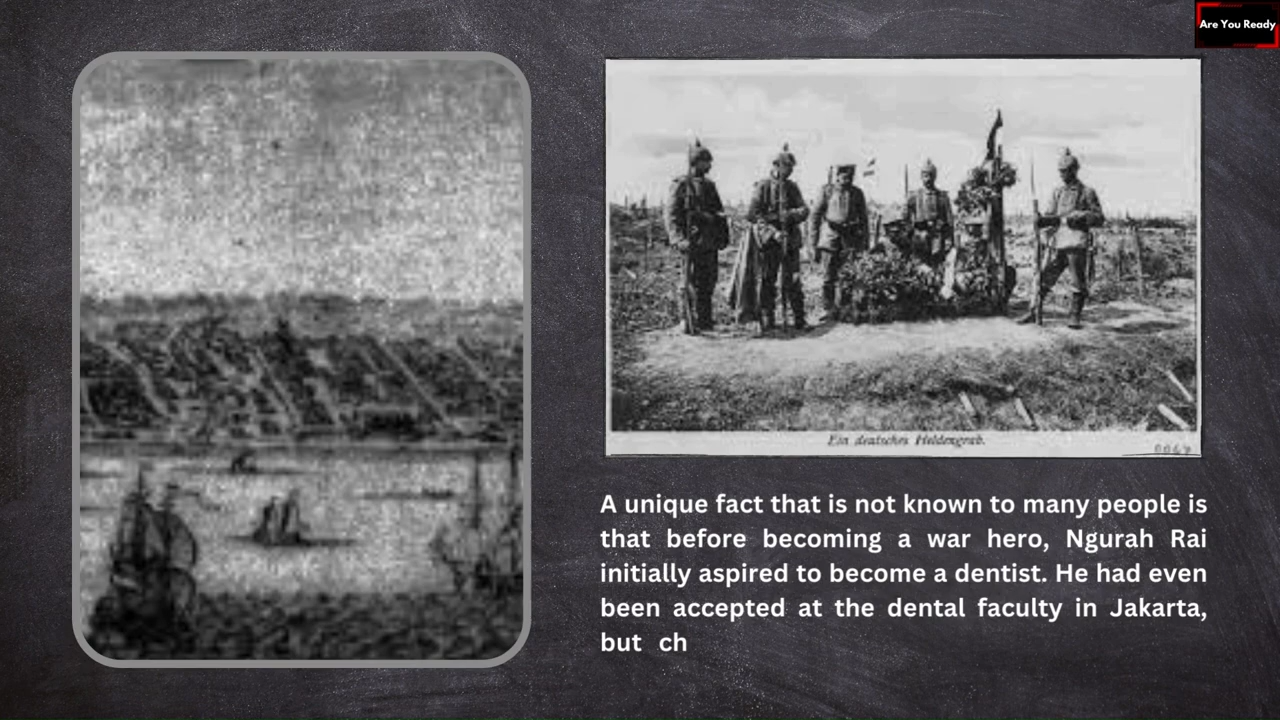 Are You Ready
Ein deutsches Heldengrab.
A unique fact that is not known to many people is
that before becoming a war hero, Ngurah Rai
initially aspired to become a dentist. He had even
been accepted at the dental faculty in Jakarta,
but ch